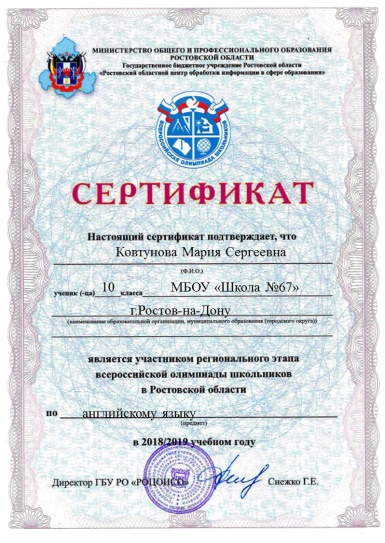 МИНИСТЕРСТВО ОБЩЕГО И ПРОФЕССИОНАЛЬНОГО ОБРАЗОВАНИЯ
РОСТОВСКОЙ ОБЛАСТИ
Государственное бюджетное учреждение Ростовской области
«Ростовский областной центр обработки информации в сфере образования»
ВСЕРОССИЙСКАЯ ОЛИМПИАДА ШКОЛЬНИКОВ
СЕРТИФИКАТ
Настоящий сертификат подтверждает, что
Ковтунова Мария Сергеевна
(Ф.И.О.)
ученик (-ца) 10 класса МБОУ «Школа №67»
г.Ростов-на-Дону
(наименование образовательной организации, муниципального образования (городского округа))
является участником регионального этапа
всероссийской олимпиады школьников
в Ростовской области
по английскому языку
(предмет)
в 2018/2019 учебном году
Директор ГБУ РО «РОЦОИСО» Снежко Г.Е.